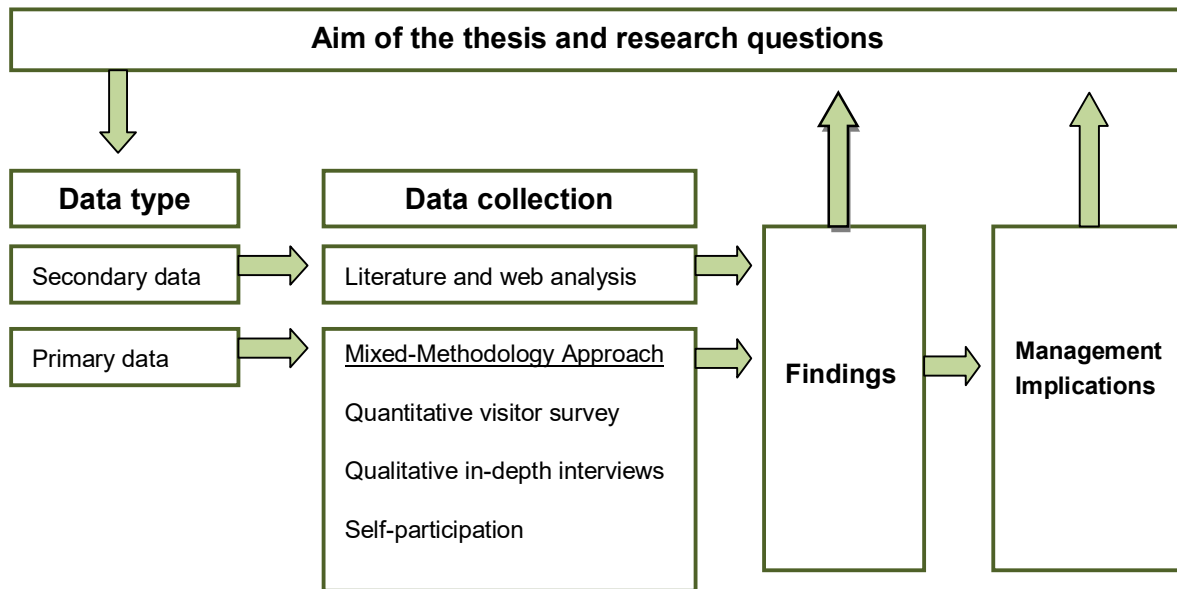 Aim of the thesis and research questions
Data type
Data collection
Secondary data
Literature and web analysis
Primary data
Mixed-Methodology Approach
Quantitative visitor survey
Qualitative in-depth interviews
Self-participation
Findings
Management
Implications